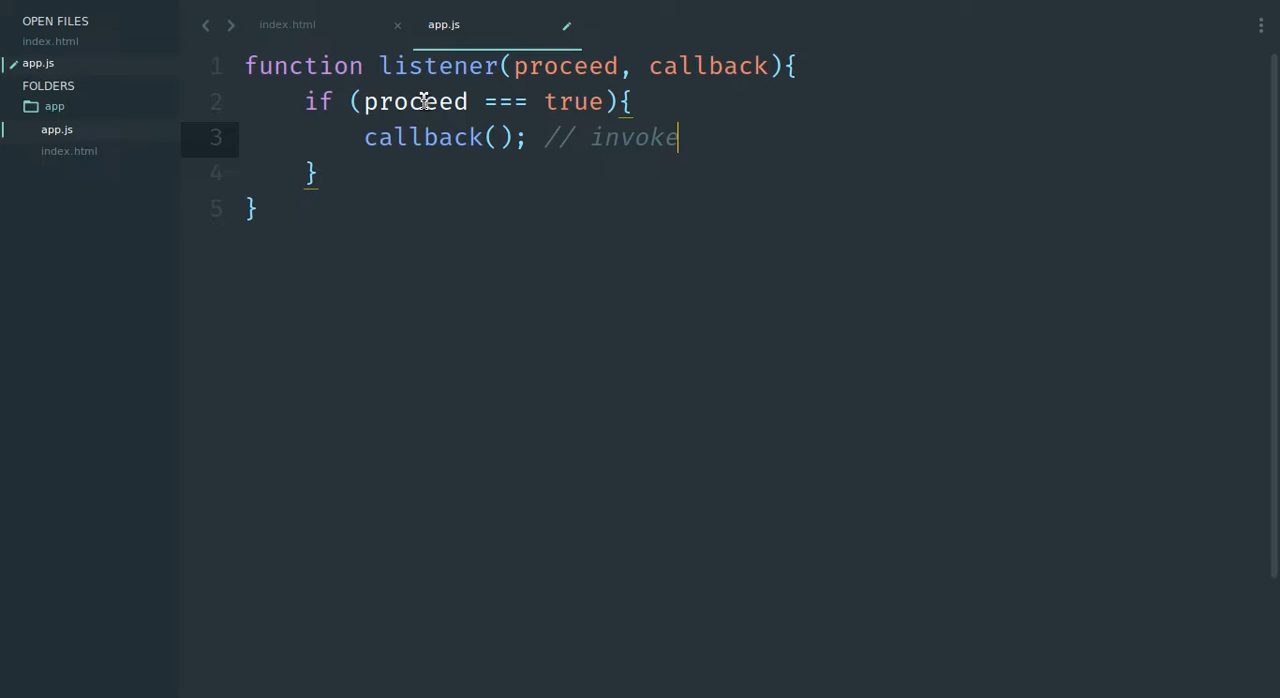 OPEN FILES
index.html
app.js
FOLDERS
app
app.js
index.html
index.html × app.js
1 function listener(proceed, callback){
2 if (proceed === true){
3 callback(); // invoke
4 }
5 }